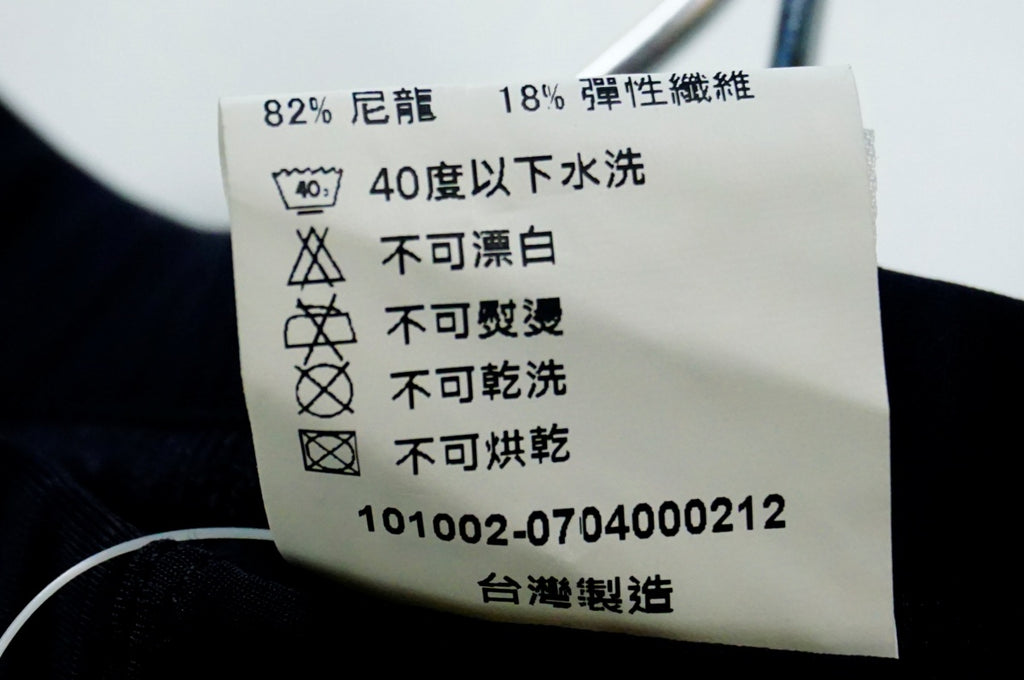 82% 尼龍 18% 彈性纖維
40 40度以下水洗
不可漂白
不可熨燙
不可乾洗
不可烘乾
101002-0704000212
台灣製造